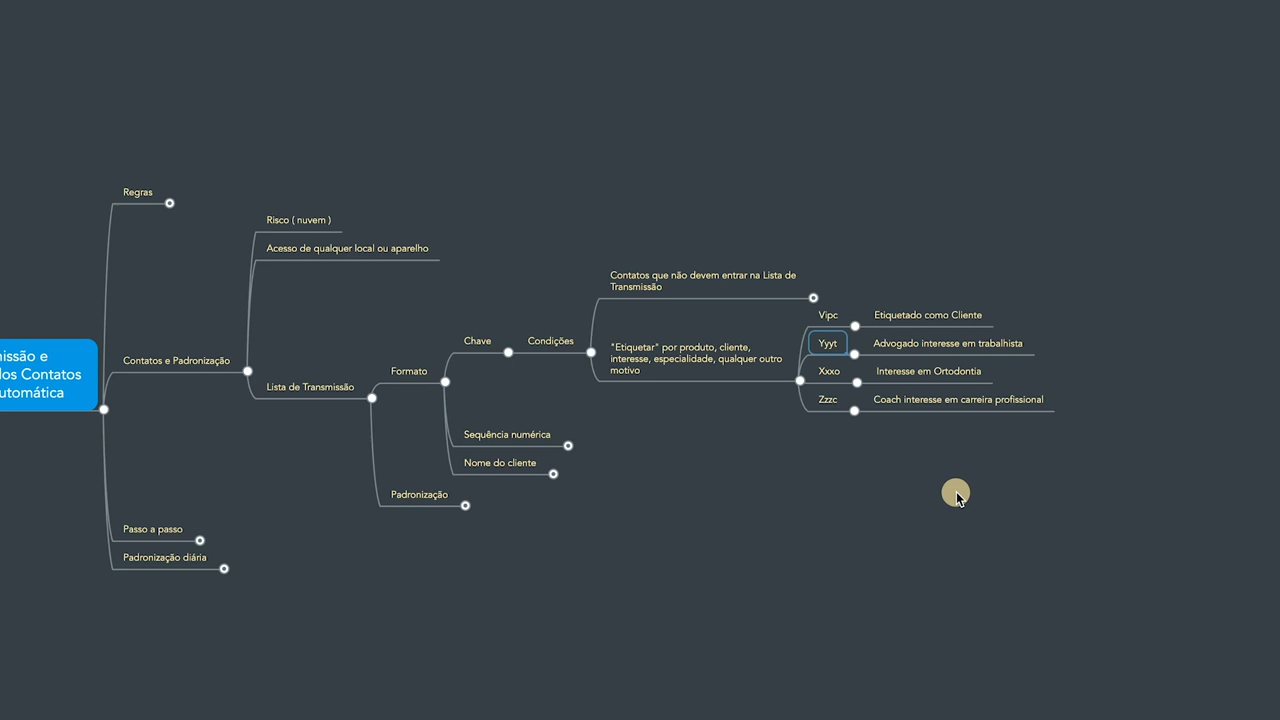 missão e
dos Contatos
utomática
Regras
Contatos e Padronização
Risco ( nuvem )
Acesso de qualquer local ou aparelho
Lista de Transmissão
Formato
Chave
Condições
Contatos que não devem entrar na Lista de
Transmissão
"Etiquetar" por produto, cliente,
interesse, especialidade, qualquer outro
motivo
Vipc
Etiquetado como Cliente
Yyyt
Advogado interesse em trabalhista
Xxxo
Interesse em Ortodontia
Zzzc
Coach interesse em carreira profissional
Sequência numérica
Nome do cliente
Padronização
Passo a passo
Padronização diária